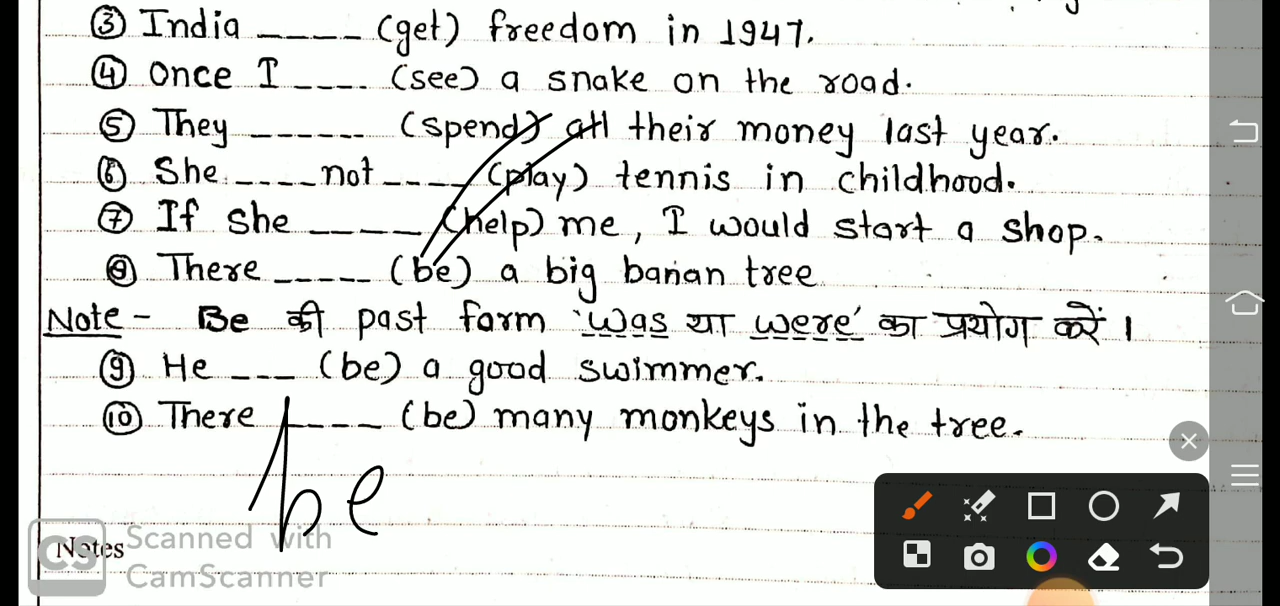 ③ India ____ (get) freedom in 1947.
④ Once I ____ (see) a snake on the road.
⑤ They ______ (spend) all their money last year.
⑥ She ____ not ____ (play) tennis in childhood.
⑦ If she ____ (help) me, I would start a shop.
⑧ There _____ (be) a big banian tree
Note - Be की past form 'was या were' का प्रयोग करें।
⑨ He ___ (be) a good swimmer.
⑩ There ____ (be) many monkeys in the tree.
be
Notes
CS Scanned with
CamScanner